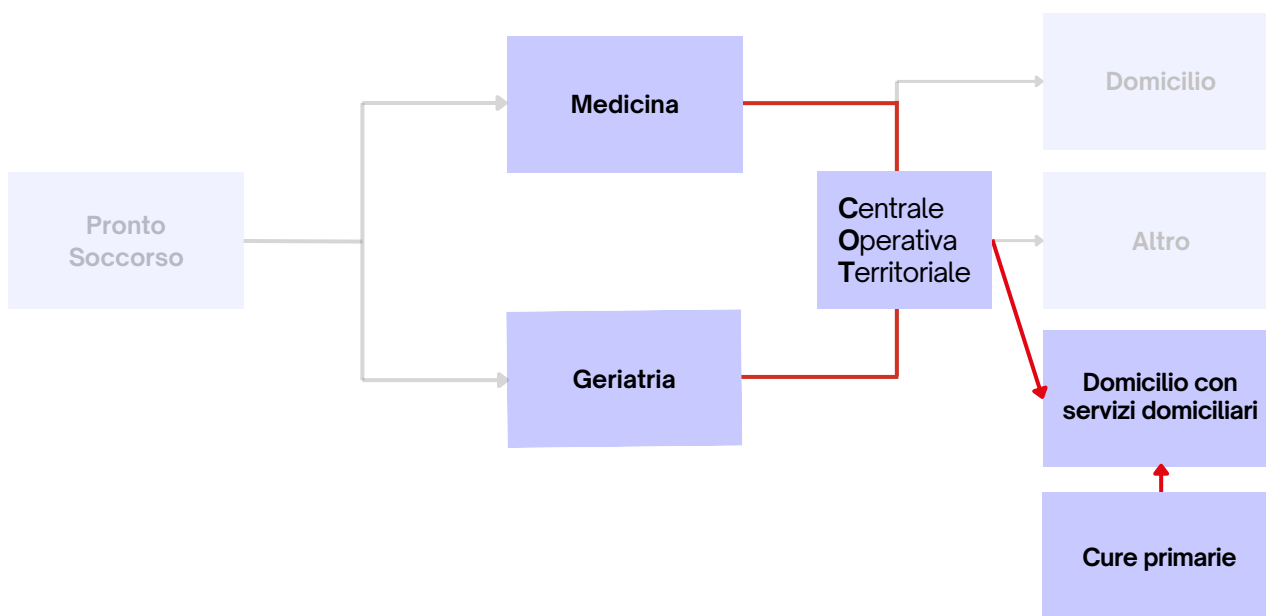 Medicina
Domicilio
Pronto
Soccorso
Centrale
Operativa
Territoriale
Altro
Geriatria
Domicilio con
servizi domiciliari
Cure primarie